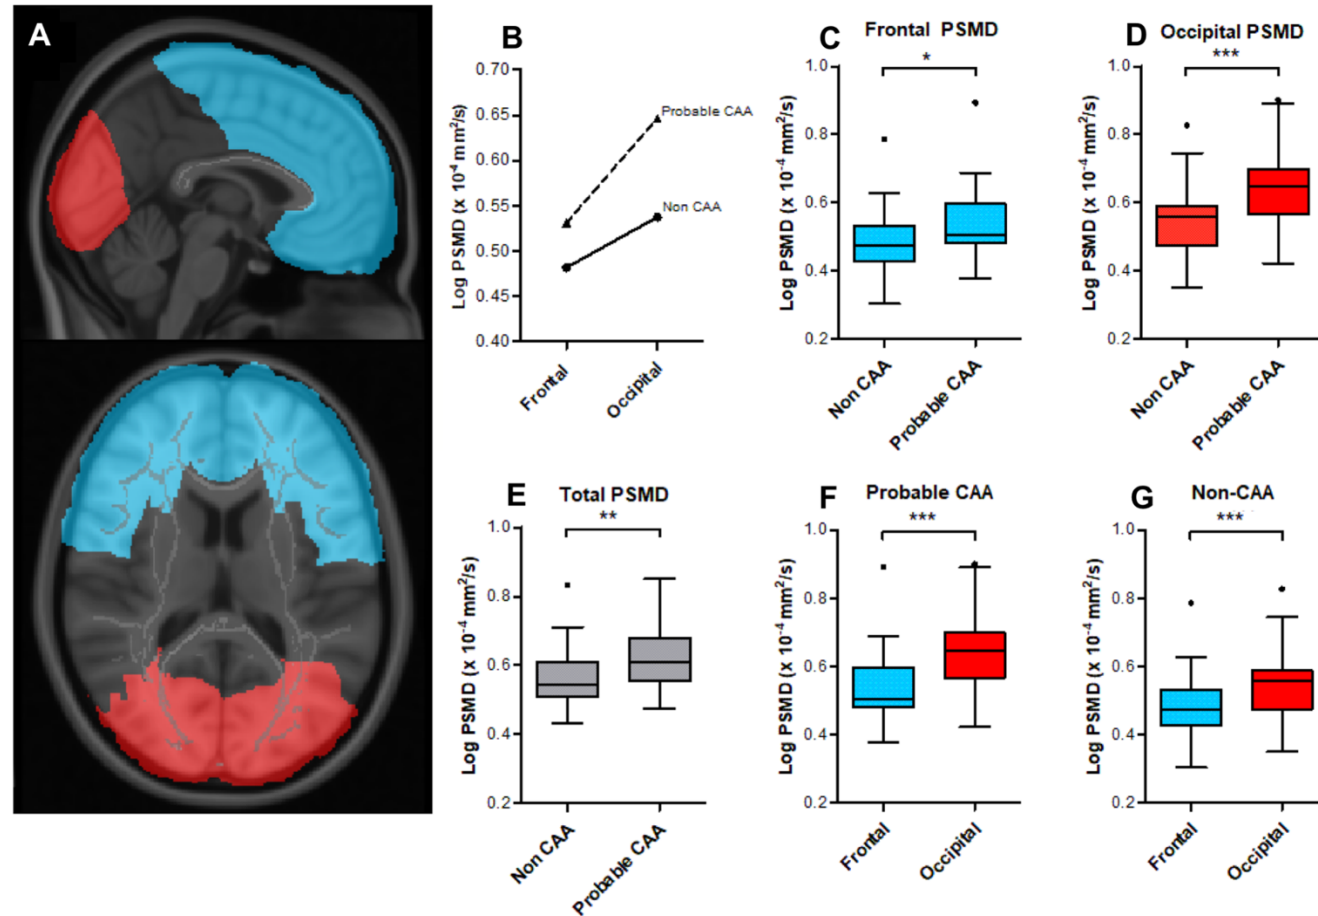 A
B
0.70
0.65
0.60
0.55
0.50
0.45
0.40
Log PSMD (x 10⁻⁴ mm²/s)
Probable CAA
Non CAA
Frontal
Occipital
C
Frontal PSMD
*
1.0
0.8
0.6
0.4
0.2
Log PSMD (x 10⁻⁴ mm²/s)
Non CAA
Probable CAA
D
Occipital PSMD
***
1.0
0.8
0.6
0.4
0.2
Log PSMD (x 10⁻⁴ mm²/s)
Non CAA
Probable CAA
E
Total PSMD
**
1.0
0.8
0.6
0.4
0.2
Log PSMD (x 10⁻⁴ mm²/s)
Non CAA
Probable CAA
F
Probable CAA
***
1.0
0.8
0.6
0.4
0.2
Log PSMD (x 10⁻⁴ mm²/s)
Frontal
Occipital
G
Non-CAA
***
1.0
0.8
0.6
0.4
0.2
Log PSMD (x 10⁻⁴ mm²/s)
Frontal
Occipital